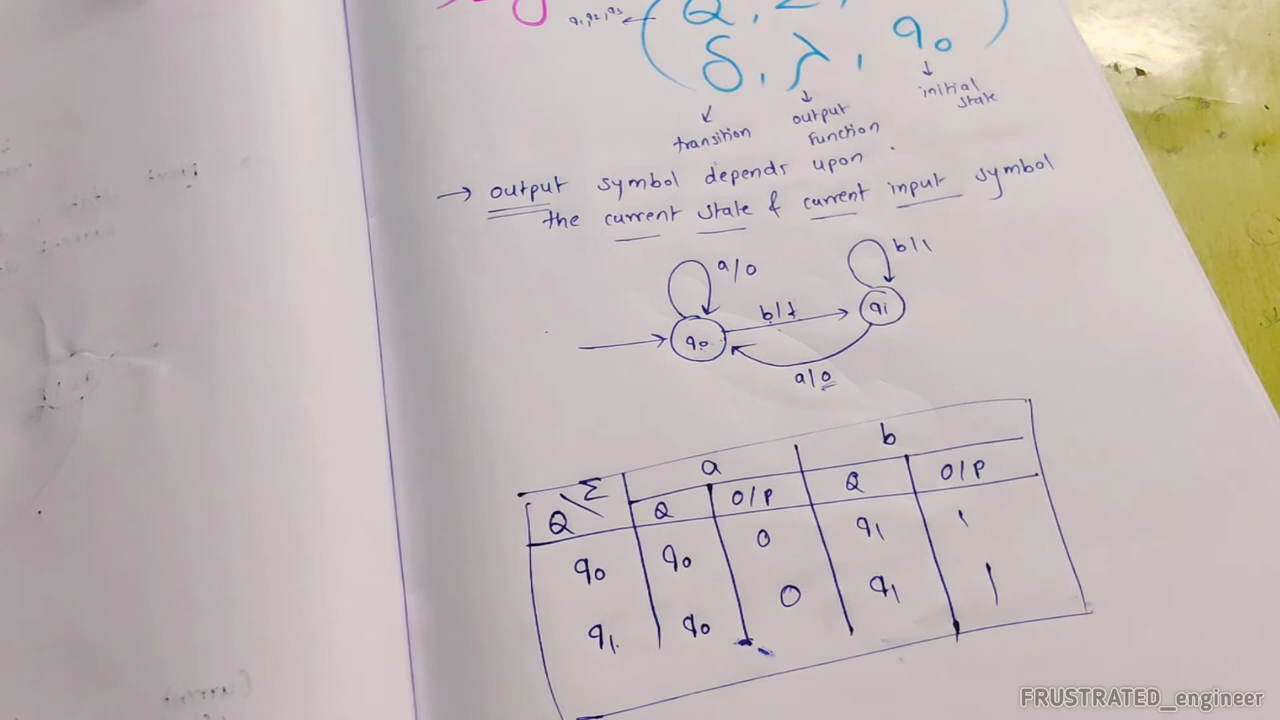 q1,q2,q3 ← ( Q, Σ,
δ, λ, q0 )
transition output function initial state
→ output symbol depends upon
the current state & current input symbol
a/0 b/1
b/1
q0 q1
a/0
Q \ Σ a b
Q O/P Q O/P
q0 q0 0 q1 1
q1 q0 0 q1 1
FRUSTRATED_engineer